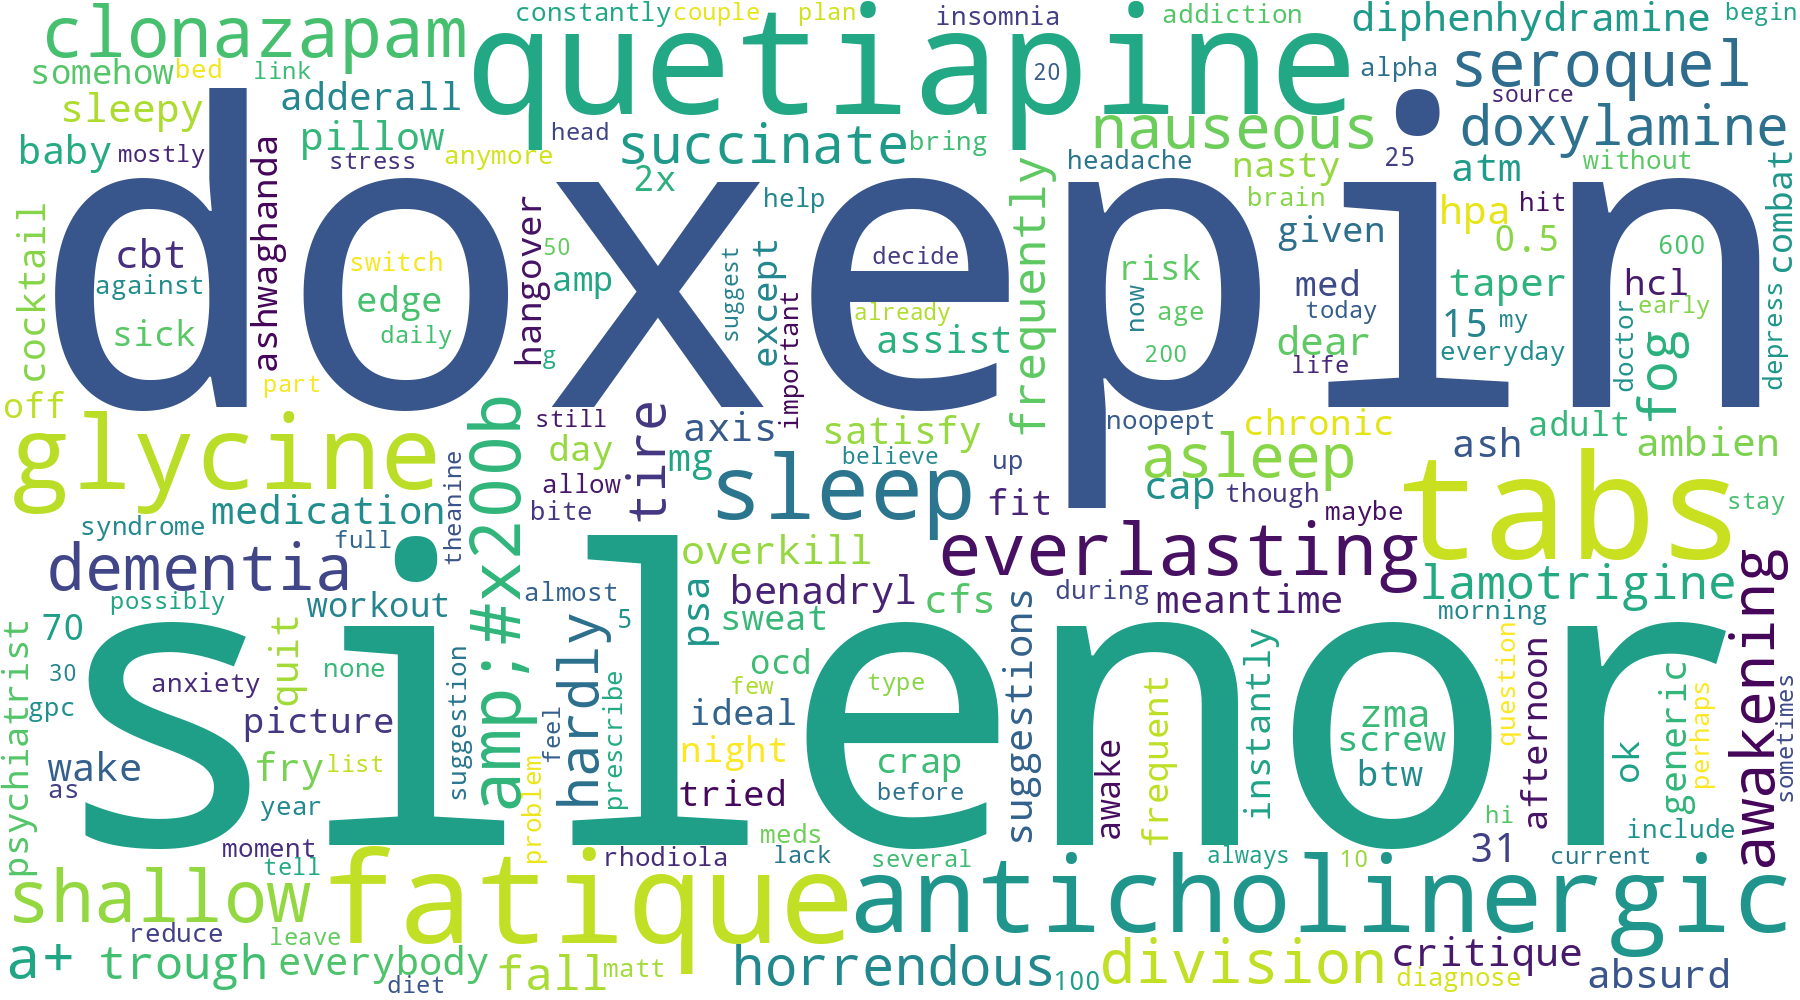 constantly
couple
plan
insomnia
addiction
diphenhydramine
begin
clonazapam
quetiapine
somehow
bed
link
20
alpha
seroquel
sleepy
adderall
source
baby
mostly
pillow
stress
head
anymore
succinate
bring
2x
nauseous
25
doxylamine
headache
nasty
atm
without
doxepin
ashwaghanda
help
brain
hpa
hit
combat
cocktail
cbt
against
sick
switch
edge
daily
hangover
50
amp
g
suggest
except
important
decide
already
assist
frequently
risk
now
age
200
given
med
today
dear
life
0.5
taper
15
my
everyday
600
hcl
early
doctor
fog
depress
off
part
glycine
still
day
allow
bite
tire
axis
mg
satisfy
believe
sleep
up
fit
noopept
asleep
cap
though
chronic
maybe
ash
adult
ambien
tabs
stay
syndrome
medication
full
theanine
amp;#x200b
dementia
possibly
workout
almost
5
hardly
overkill
benadryl
psa
sweat
cfs
everlasting
during
meantime
lamotrigine
morning
awakening
silenor
70
30
gpc
psychiatrist
anxiety
quit
none
picture
wake
as
fry
list
year
suggestion
feel
problem
prescribe
ocd
few
ideal
night
tried
type
crap
before
suggestions
awake
frequent
instantly
zma
screw
btw
question
hi
afternoon
ok
generic
perhaps
sometimes
include
moment
tell
fatique
rhodiola
meds
lack
several
always
10
31
current
shallow
anticholinergic
reduce
leave
a+
trough
everybody
diet
fall
matt
horrendous
100
division
critique
diagnose
absurd